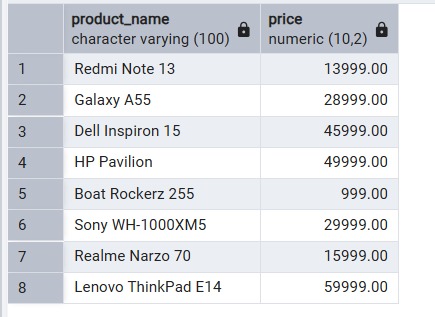 product_name price
character varying (100) numeric (10,2)
1 Redmi Note 13 13999.00
2 Galaxy A55 28999.00
3 Dell Inspiron 15 45999.00
4 HP Pavilion 49999.00
5 Boat Rockerz 255 999.00
6 Sony WH-1000XM5 29999.00
7 Realme Narzo 70 15999.00
8 Lenovo ThinkPad E14 59999.00